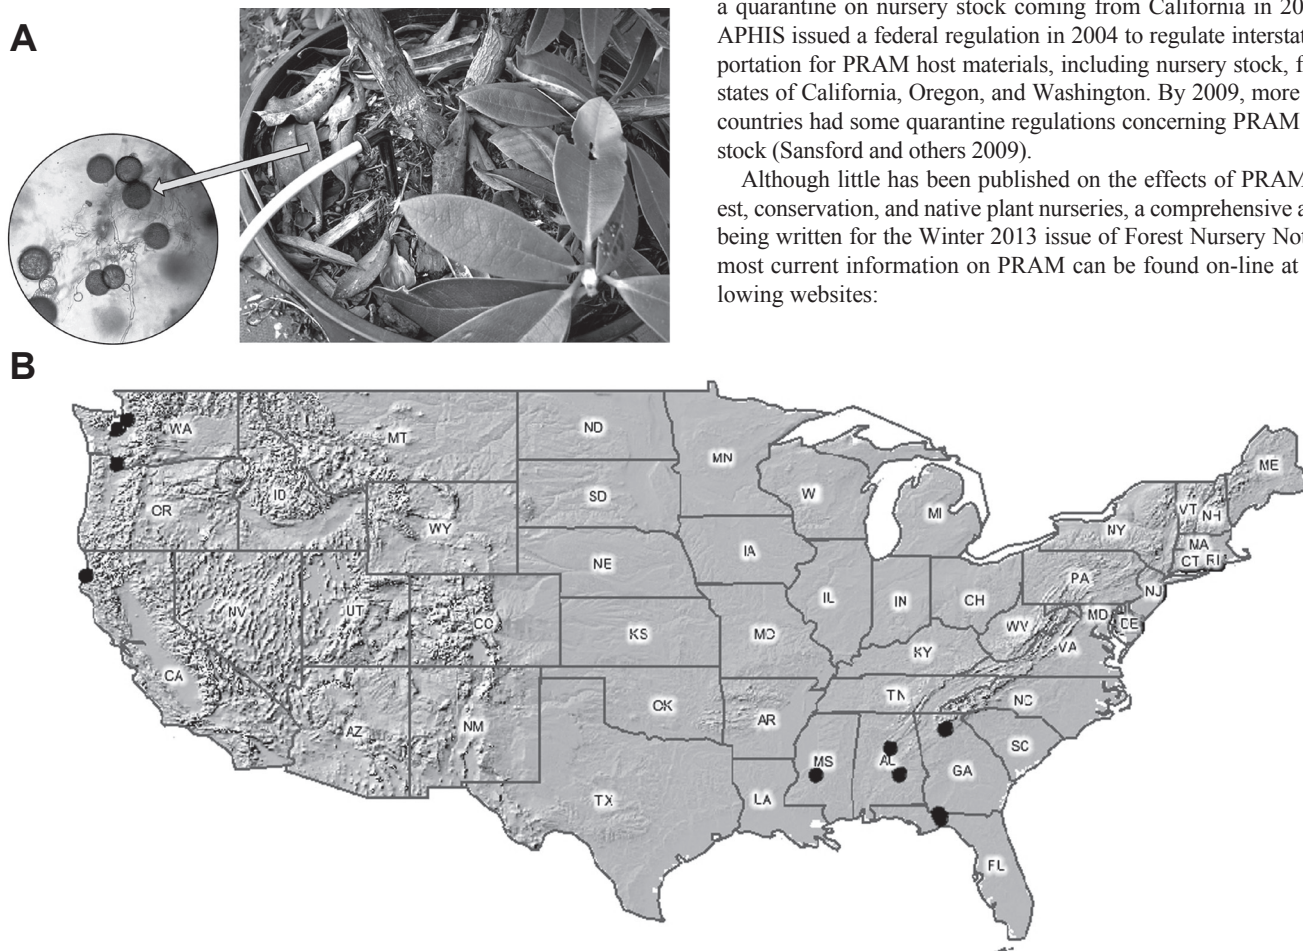 A
a quarantine on nursery stock coming from California in 20
APHIS issued a federal regulation in 2004 to regulate interstat
portation for PRAM host materials, including nursery stock, f
states of California, Oregon, and Washington. By 2009, more
countries had some quarantine regulations concerning PRAM
stock (Sansford and others 2009).
Although little has been published on the effects of PRAM
est, conservation, and native plant nurseries, a comprehensive a
being written for the Winter 2013 issue of Forest Nursery Not
most current information on PRAM can be found on-line at
lowing websites:
B
WA
MT
ND
MN
ME
ID
OR
WY
SD
W
MI
NY
VT
NH
MA
CT
RI
NV
UT
CO
NE
IA
IL
IN
OH
PA
NJ
MD
DE
WV
VA
CA
KS
MO
KY
AZ
NM
OK
AR
TN
NC
SC
TX
LA
MS
AL
GA
FL